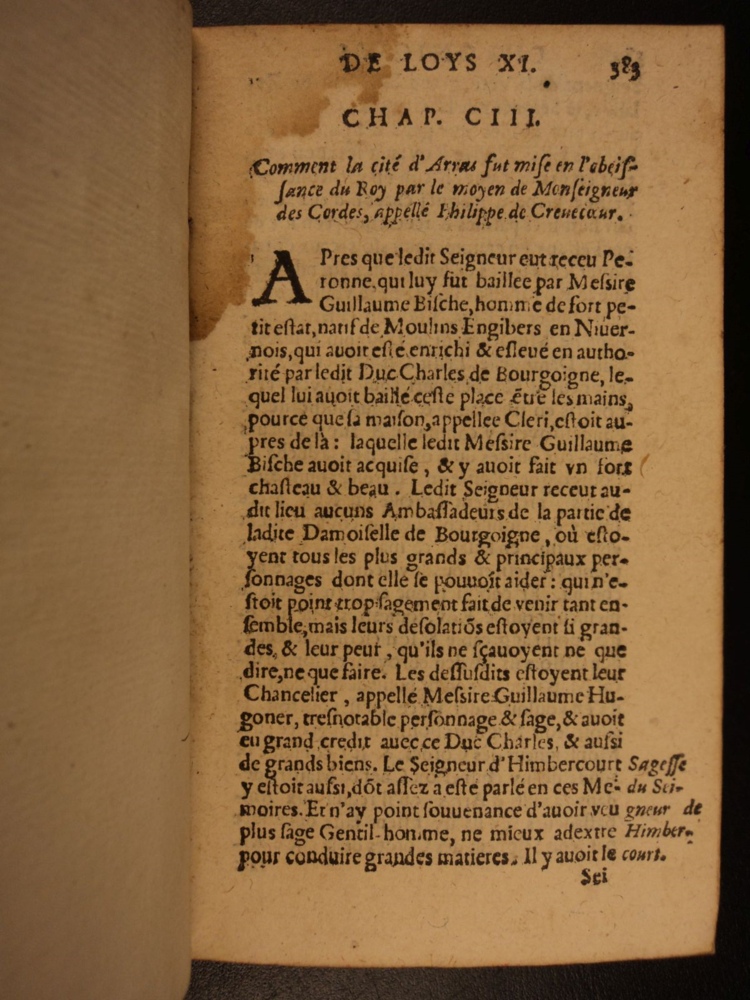 DE LOYS XI. 383
CHAP. CIII.
Comment la cité d'Arras fut miſe en l'obeiſ-
ſance du Roy par le moyen de Monſeigneur
des Cordes, appellé Philippe de Creuecœur.
APres que ledit Seigneur eut receu Pe-
ronne, qui luy fut baillee par Meſsire
Guillaume Biſche, homme de fort pe-
tit eſtat, natif de Moulins Engibers en Niuer-
nois, qui auoit eſté enrichi & eſleué en autho-
rité par ledit Duc Charles de Bourgoigne, le-
quel lui auoit baillé ceſte place ētre les mains,
pource que ſa maiſon, appellee Cleri, eſtoit au-
pres de là : laquelle ledit Meſsire Guillaume
Biſche auoit acquiſe, & y auoit fait vn fort
chaſteau & beau. Ledit Seigneur receut au-
dit lieu aucuns Ambaſſadeurs de la partie de
ladite Damoiſelle de Bourgoigne, où eſto-
yent tous les plus grands & principaux per-
ſonnages dont elle ſe pouuoit aider : qui n'e-
ſtoit point trop ſagement fait de venir tant en-
ſemble, mais leurs deſolatiōs eſtoyent ſi gran-
des, & leur peur, qu'ils ne ſçauoyent ne que
dire, ne que faire. Les deſſuſdits eſtoyent leur
Chancelier, appellé Meſsire Guillaume Hu-
goner, treſnotable perſonnage & ſage, & auoit
eu grand credit auec ce Duc Charles, & auſsi
de grands biens. Le Seigneur d'Himbercourt
y eſtoit auſsi, dōt aſſez a eſté parlé en ces Me-
moires. Et n'ay point ſouuenance d'auoir veu
plus ſage Gentil-homme, ne mieux adextre
pour conduire grandes matieres. Il y auoit le
Sageſſe
du Sei-
gneur de
Himber-
court.
Sei